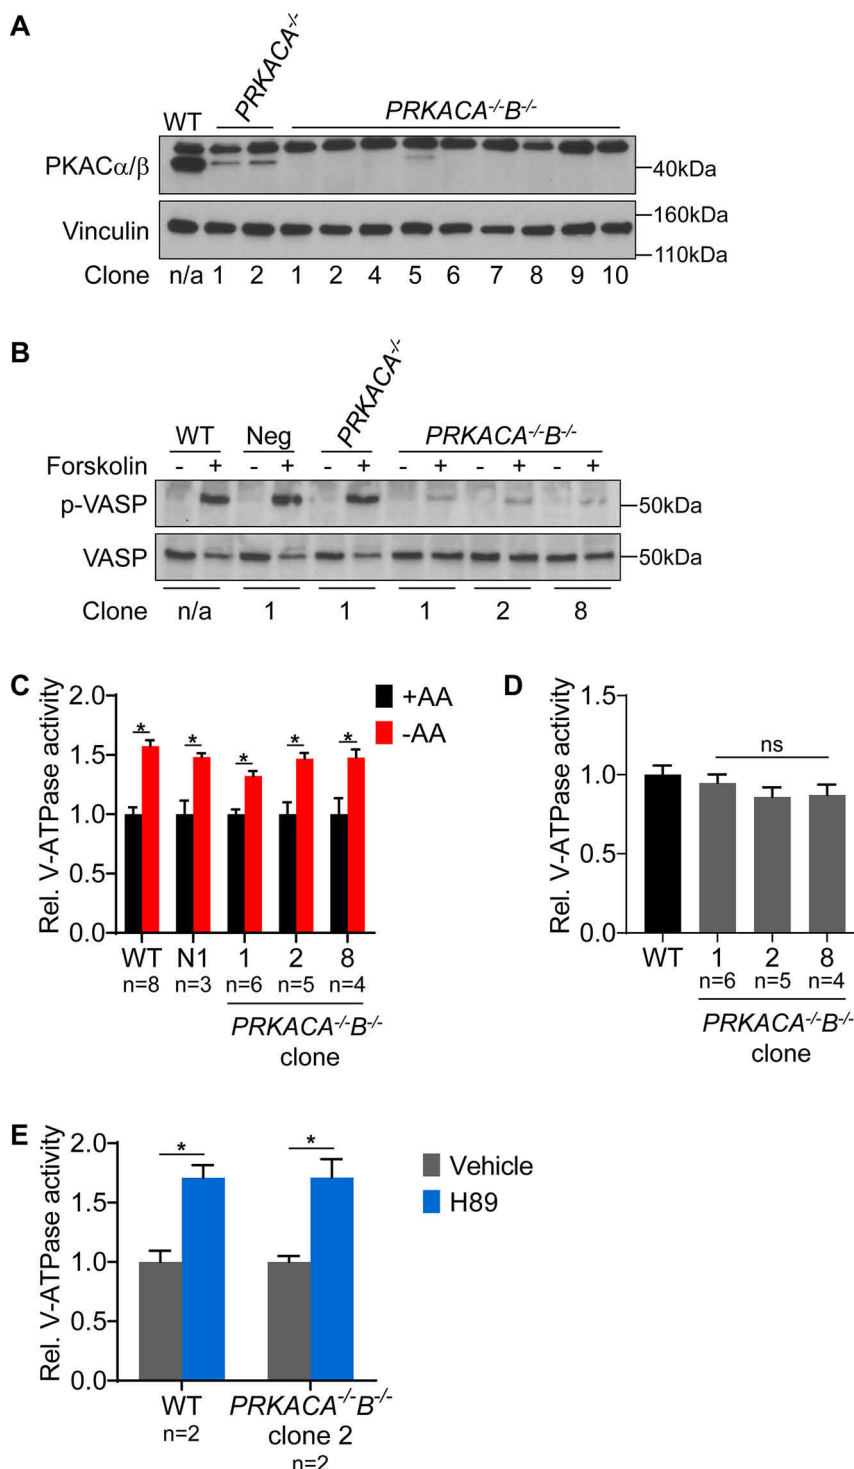 A
PRKACA-/-
PRKACA-/-B-/-
WT
PKACα/β
40kDa
160kDa
Vinculin
110kDa
Clone n/a 1 2 1 2 4 5 6 7 8 9 10
B
PRKACA-/-
WT Neg PRKACA-/-B-/-
Forskolin - + - + - + - + - + - +
p-VASP 50kDa
VASP 50kDa
Clone n/a 1 1 1 2 8
C
Rel. V-ATPase activity
2.0
1.5
1.0
0.5
0.0
* * * * *
+AA
-AA
WT N1 1 2 8
n=8 n=3 n=6 n=5 n=4
PRKACA-/-B-/-
clone
D
Rel. V-ATPase activity
1.5
1.0
0.5
0.0
ns
WT 1 2 8
n=6 n=5 n=4
PRKACA-/-B-/-
clone
E
Rel. V-ATPase activity
2.0
1.5
1.0
0.5
0.0
* *
Vehicle
H89
WT PRKACA-/-B-/-
n=2 clone 2
n=2